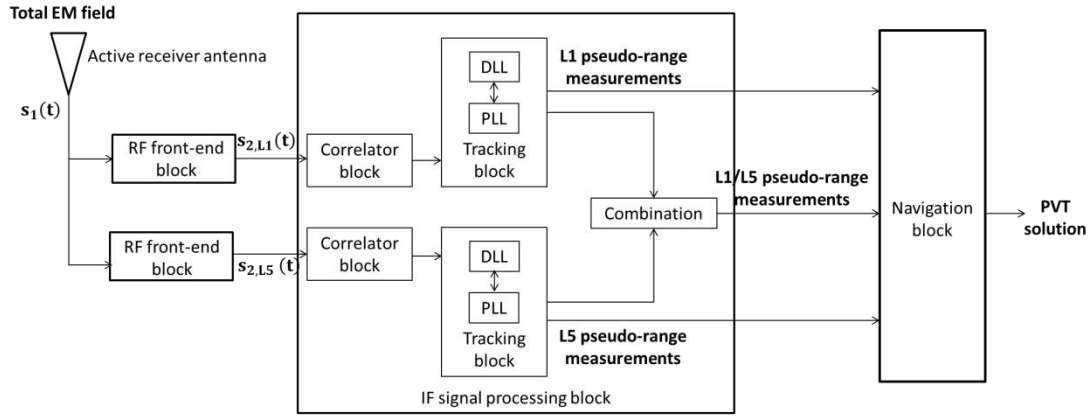 Total EM field
Active receiver antenna
s₁(t)
RF front-end
block
s₂,L1(t)
Correlator
block
DLL
PLL
Tracking
block
L1 pseudo-range
measurements
RF front-end
block
s₂,L5 (t)
Correlator
block
DLL
PLL
Tracking
block
Combination
L1/L5 pseudo-range
measurements
L5 pseudo-range
measurements
IF signal processing block
Navigation
block
PVT
solution